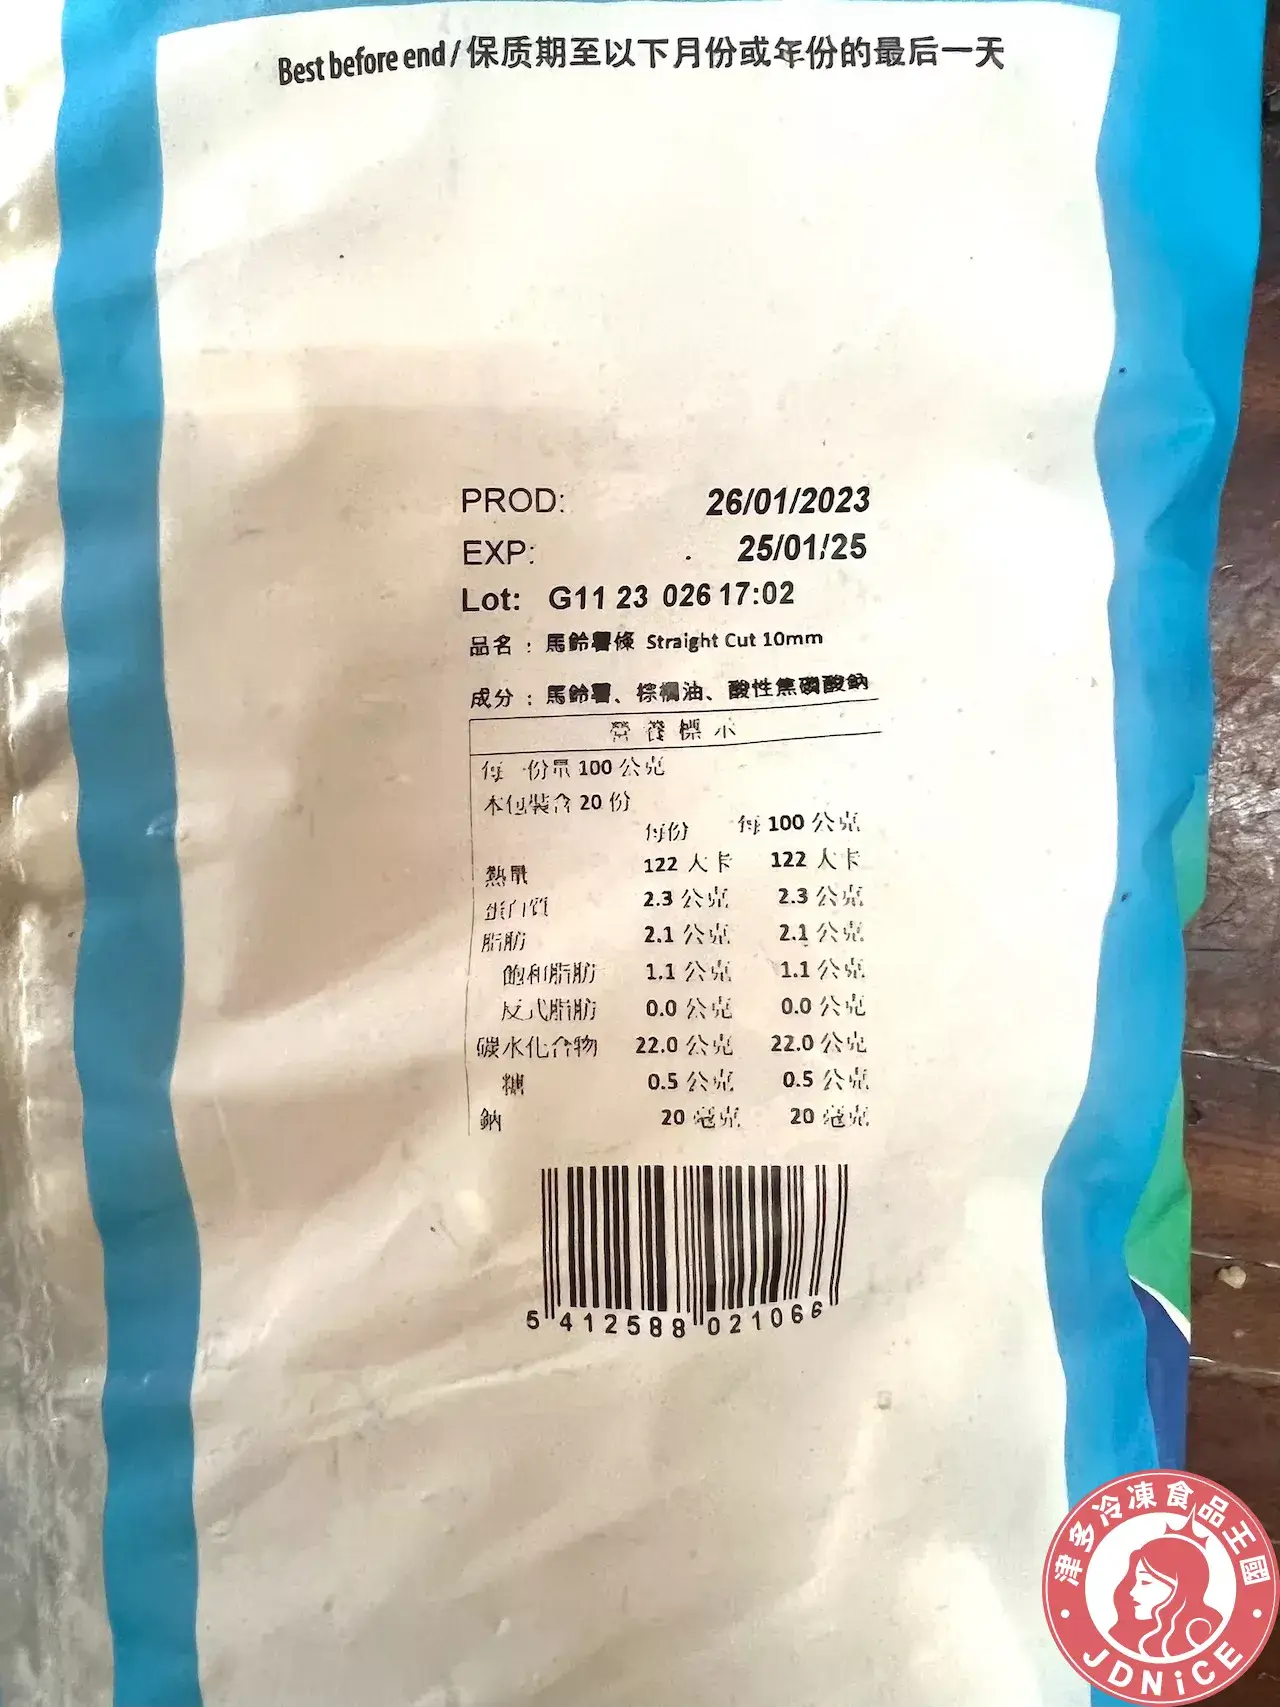 Best before end / 保质期至以下月份或年份的最后一天
PROD: 26/01/2023
EXP: 25/01/25
Lot: G11 23 026 17:02
品名：馬鈴薯條 Straight Cut 10mm
成分：馬鈴薯、棕櫚油、酸性焦磷酸鈉
營養標示
每一份量 100 公克
本包裝含 20 份
每份 每 100 公克
熱量 122 大卡 122 大卡
蛋白質 2.3 公克 2.3 公克
脂肪 2.1 公克 2.1 公克
飽和脂肪 1.1 公克 1.1 公克
反式脂肪 0.0 公克 0.0 公克
碳水化合物 22.0 公克 22.0 公克
糖 0.5 公克 0.5 公克
鈉 20 毫克 20 毫克
5 412588 021066
津多冷凍食品王國
JDNiCE